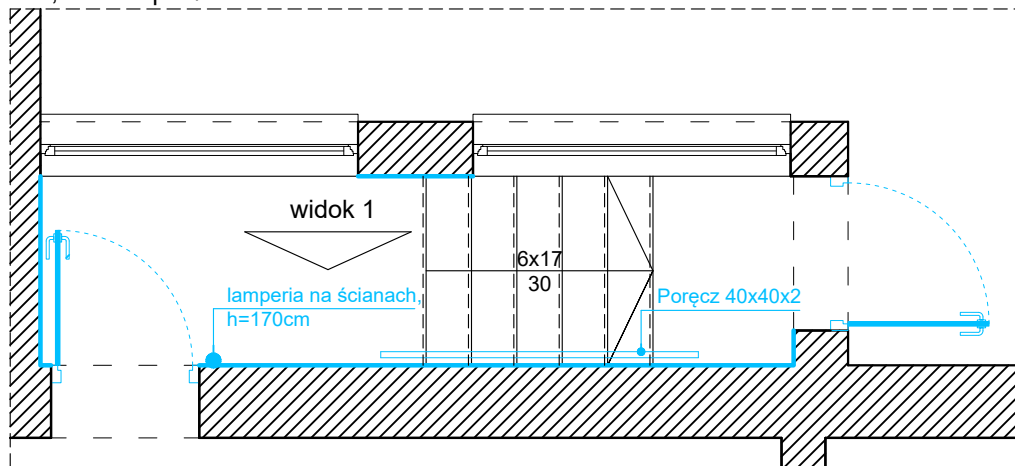 widok 1
6x17
30
lamperia na ścianach,
h=170cm
Poręcz 40x40x2